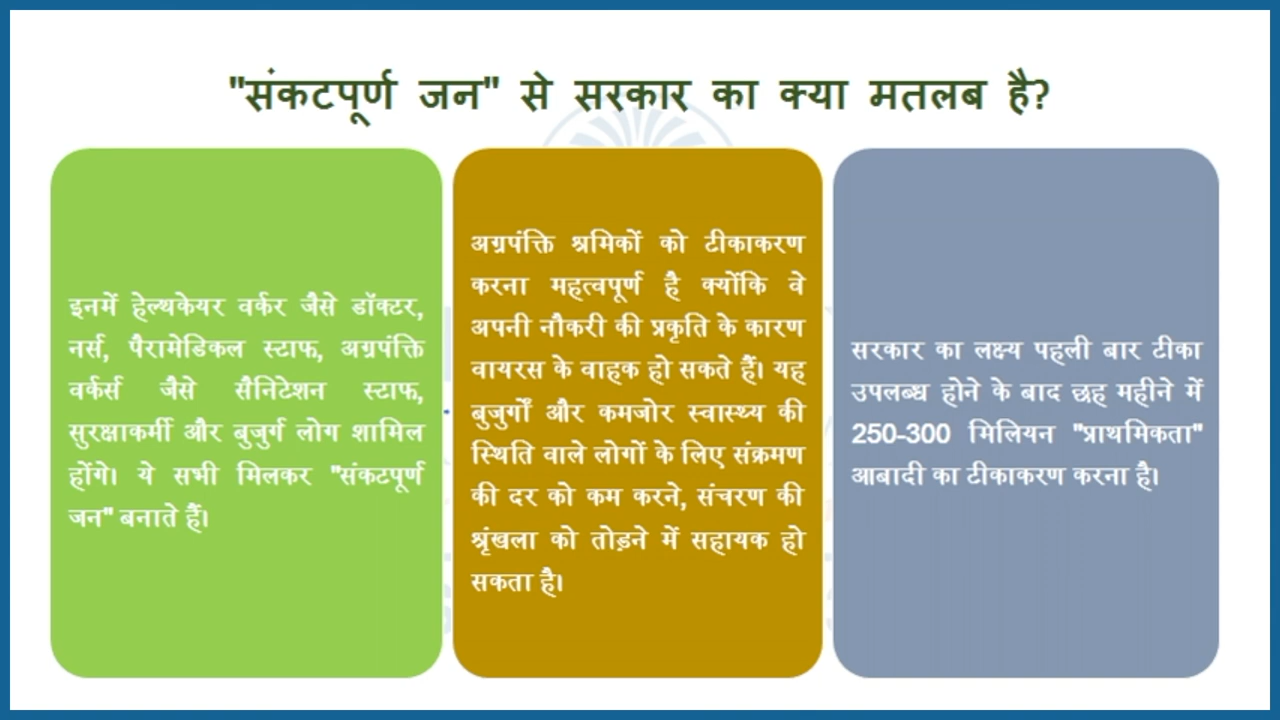 "संकटपूर्ण जन" से सरकार का क्या मतलब है?
इनमें हेल्थकेयर वर्कर जैसे डॉक्टर,
नर्स, पैरामेडिकल स्टाफ, अग्रपंक्ति
वर्कर्स जैसे सैनिटेशन स्टाफ,
सुरक्षाकर्मी और बुजुर्ग लोग शामिल
होंगे। ये सभी मिलकर "संकटपूर्ण
जन" बनाते हैं।
अग्रपंक्ति श्रमिकों को टीकाकरण
करना महत्वपूर्ण है क्योंकि वे
अपनी नौकरी की प्रकृति के कारण
वायरस के वाहक हो सकते हैं। यह
बुजुर्गों और कमजोर स्वास्थ्य की
स्थिति वाले लोगों के लिए संक्रमण
की दर को कम करने, संचरण की
श्रृंखला को तोड़ने में सहायक हो
सकता है।
सरकार का लक्ष्य पहली बार टीका
उपलब्ध होने के बाद छह महीने में
250-300 मिलियन "प्राथमिकता"
आबादी का टीकाकरण करना है।